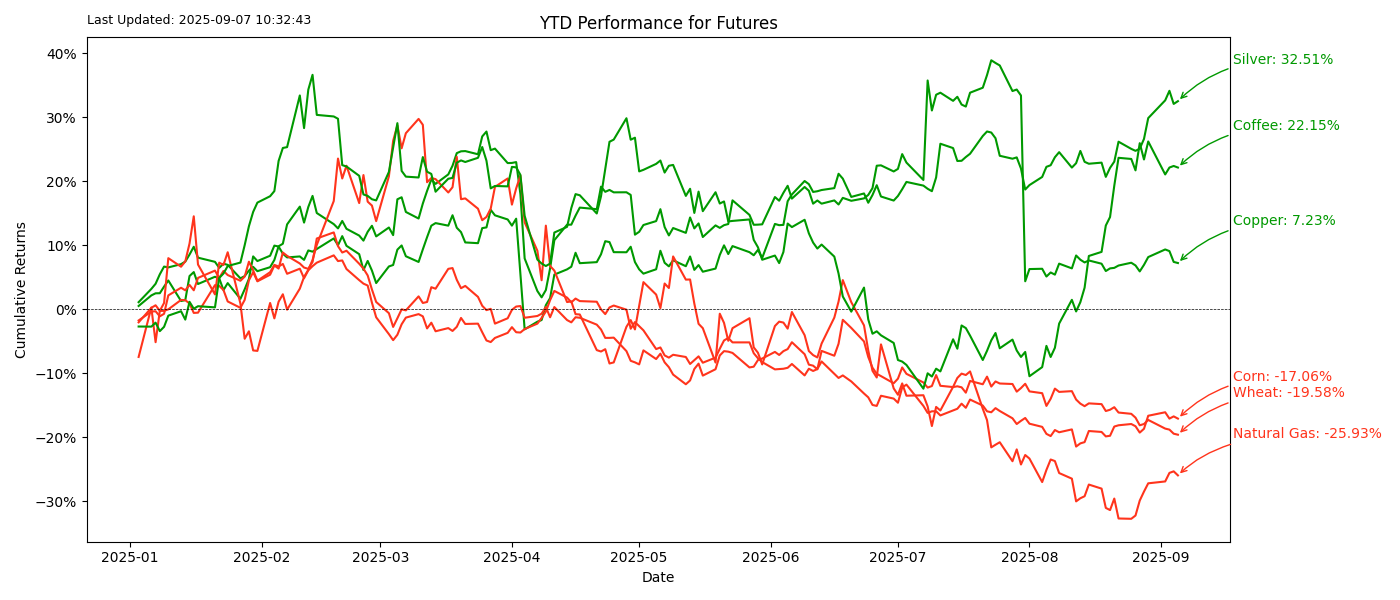 Last Updated: 2025-09-07 10:32:43
YTD Performance for Futures
Cumulative Returns
40%
30%
20%
10%
0%
−10%
−20%
−30%
Silver: 32.51%
Coffee: 22.15%
Copper: 7.23%
Corn: -17.06%
Wheat: -19.58%
Natural Gas: -25.93%
2025-01 2025-02 2025-03 2025-04 2025-05 2025-06 2025-07 2025-08 2025-09
Date